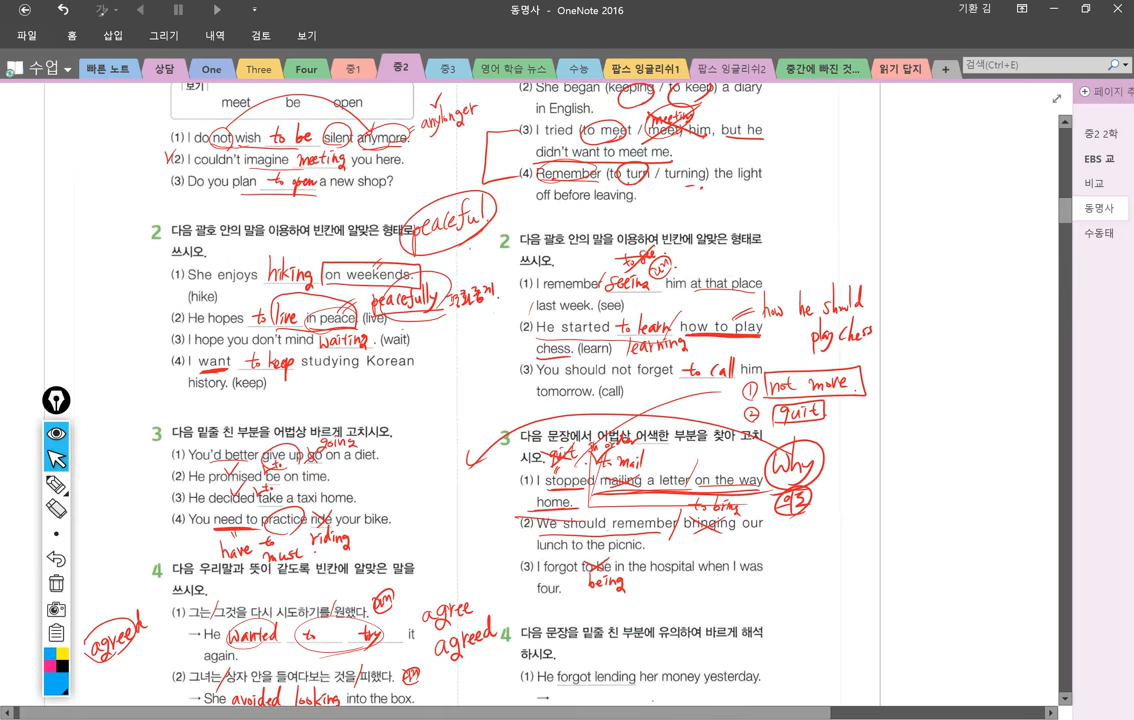 동명사 - OneNote 2016
기환 김
파일 홈 삽입 그리기 내역 검토 보기
수업 빠른 노트 상담 One Three Four 중1 중2 중3 영어 학습 뉴스 수능 팝스 잉글리쉬1 팝스 잉글리쉬2 중간에 빠진 것... 읽기 답지 +
검색(Ctrl+E)
페이지 추
중2 2학
EBS 교
비교
동명사
수동태
보기
meet be open
(1) I do not wish to be silent anymore. = anylonger
(2) I couldn't imagine meeting you here.
(3) Do you plan to open a new shop?
peaceful
2 다음 괄호 안의 말을 이용하여 빈칸에 알맞은 형태로
쓰시오.
(1) She enjoys hiking on weekends.
(hike)
peacefully
(2) He hopes to live in peace. (live)
(3) I hope you don't mind waiting. (wait)
(4) I want to keep studying Korean
history. (keep)
3 다음 밑줄 친 부분을 어법상 바르게 고치시오.
going
(1) You'd better give up go on a diet.
to
(2) He promised be on time.
to
(3) He decided take a taxi home.
(4) You need to practice ride your bike.
have to
must
riding
4 다음 우리말과 뜻이 같도록 빈칸에 알맞은 말을
쓰시오.
(1) 그는 그것을 다시 시도하기를 원했다.
→ He wanted to try it
again.
agreed
agree
agreed
(2) 그녀는 상자 안을 들여다보는 것을 피했다.
→ She avoided looking into the box.
(2) She began (keeping / to keep) a diary
in English.
meeting
(3) I tried (to meet / meet) him, but he
didn't want to meet me.
(4) Remember (to turn / turning) the light
off before leaving.
2 다음 괄호 안의 말을 이용하여 빈칸에 알맞은 형태로
쓰시오.
to see
(1) I remember seeing him at that place
last week. (see)
(2) He started to learn how to play
chess. (learn) learning
how he should
play chess
(3) You should not forget to call him
tomorrow. (call)
① not more
② quit
3 다음 문장에서 어법상 어색한 부분을 찾아 고치
시오.
quit
in order
to mail
why
(1) I stopped mailing a letter on the way
home.
to bring
(2) We should remember bringing our
lunch to the picnic.
(3) I forgot to be in the hospital when I was
four. being
4 다음 문장을 밑줄 친 부분에 유의하여 바르게 해석
하시오.
(1) He forgot lending her money yesterday.
→